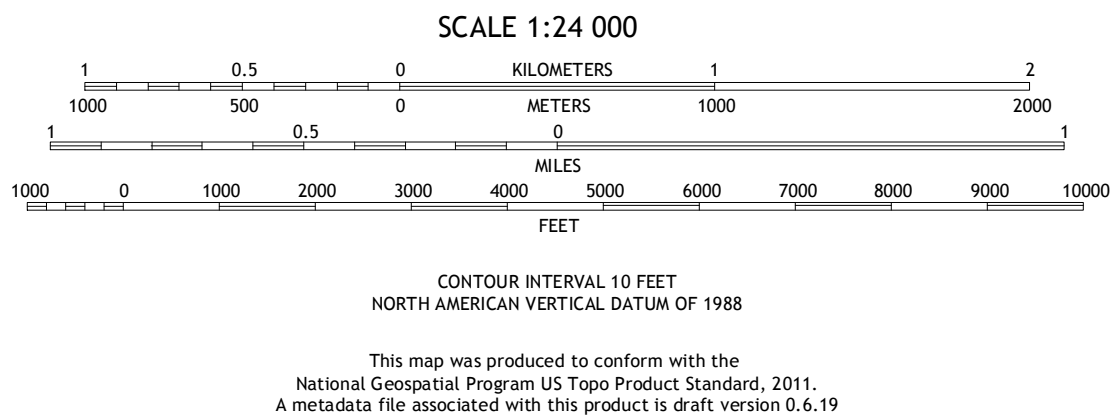 SCALE 1:24 000
1 0.5 0 KILOMETERS 1 2
1000 500 0 METERS 1000 2000
1 0.5 0 1
MILES
1000 0 1000 2000 3000 4000 5000 6000 7000 8000 9000 10000
FEET
CONTOUR INTERVAL 10 FEET
NORTH AMERICAN VERTICAL DATUM OF 1988
This map was produced to conform with the
National Geospatial Program US Topo Product Standard, 2011.
A metadata file associated with this product is draft version 0.6.19